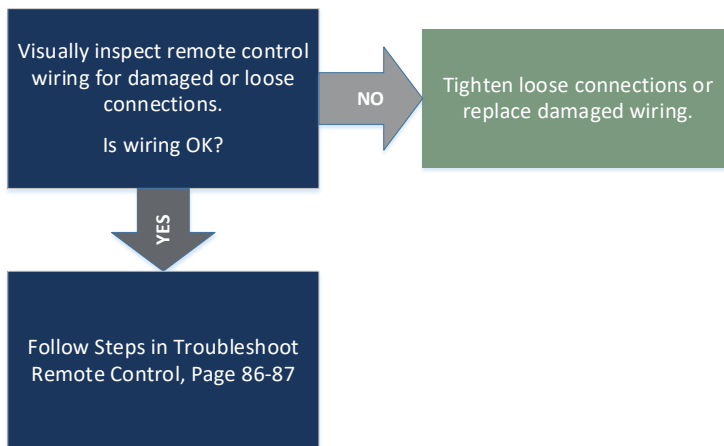 Visually inspect remote control
wiring for damaged or loose
connections.
Is wiring OK?
NO
Tighten loose connections or
replace damaged wiring.
YES
Follow Steps in Troubleshoot
Remote Control, Page 86-87